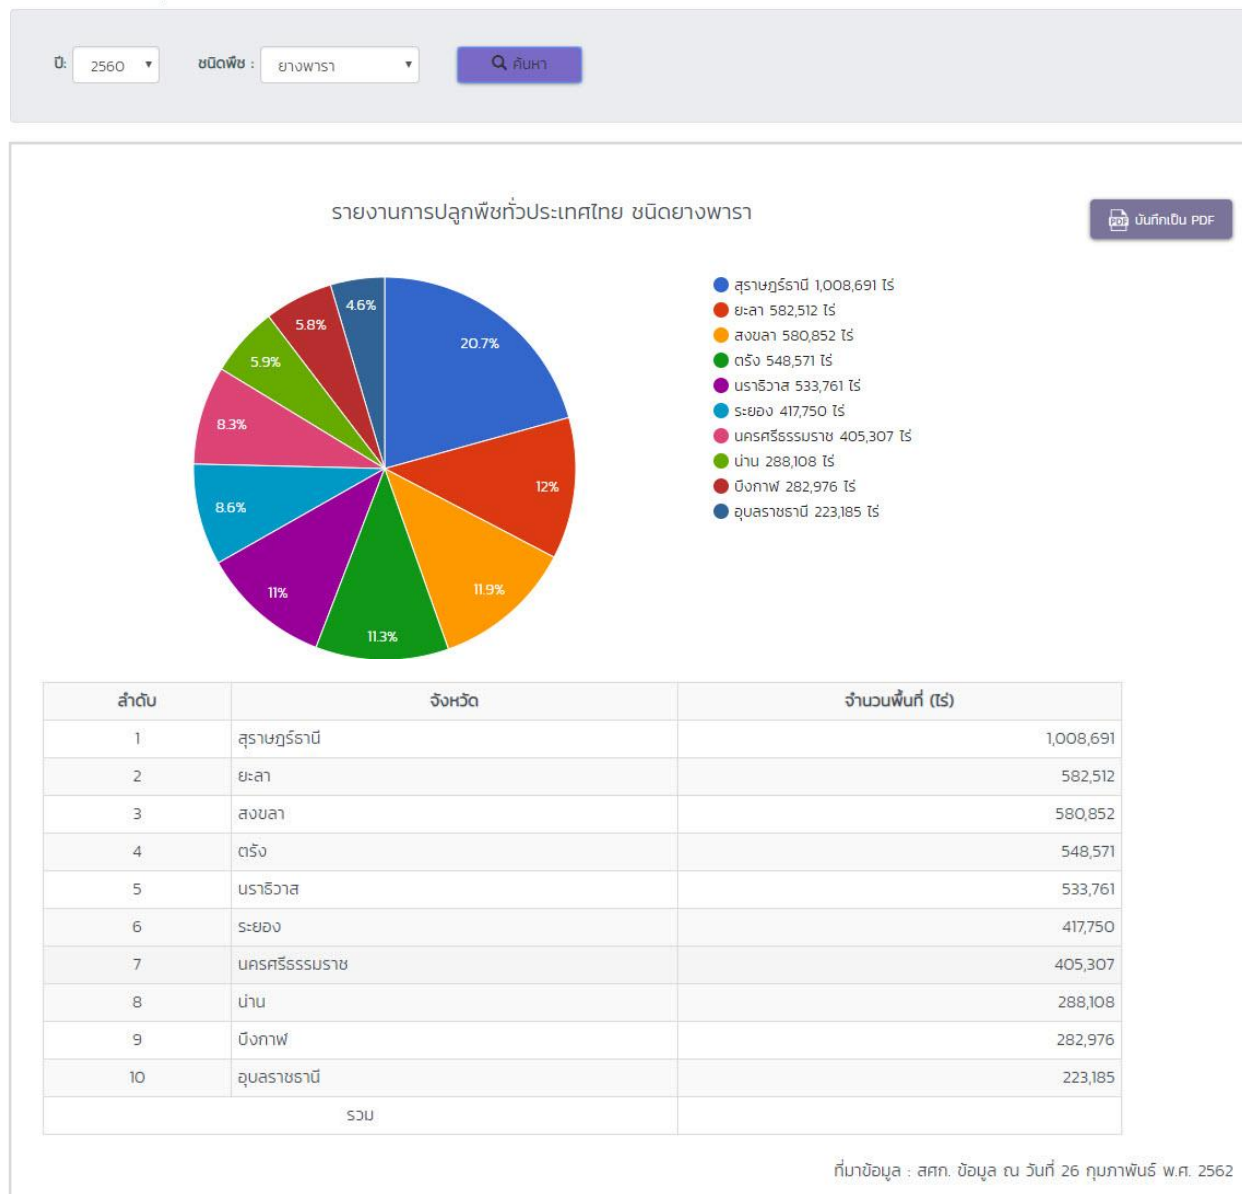 ปี: 2560 ชนิดพืช : ยางพารา ค้นหา
รายงานการปลูกพืชทั่วประเทศไทย ชนิดยางพารา
PDF บันทึกเป็น PDF
สุราษฎร์ธานี 1,008,691 ไร่
ยะลา 582,512 ไร่
สงขลา 580,852 ไร่
ตรัง 548,571 ไร่
นราธิวาส 533,761 ไร่
ระยอง 417,750 ไร่
นครศรีธรรมราช 405,307 ไร่
น่าน 288,108 ไร่
บึงกาฬ 282,976 ไร่
อุบลราชธานี 223,185 ไร่
20.7%
12%
11.9%
11.3%
11%
8.6%
8.3%
5.9%
5.8%
4.6%
ลำดับ จังหวัด จำนวนพื้นที่ (ไร่)
1 สุราษฎร์ธานี 1,008,691
2 ยะลา 582,512
3 สงขลา 580,852
4 ตรัง 548,571
5 นราธิวาส 533,761
6 ระยอง 417,750
7 นครศรีธรรมราช 405,307
8 น่าน 288,108
9 บึงกาฬ 282,976
10 อุบลราชธานี 223,185
รวม
ที่มาข้อมูล : สศก. ข้อมูล ณ วันที่ 26 กุมภาพันธ์ พ.ศ. 2562